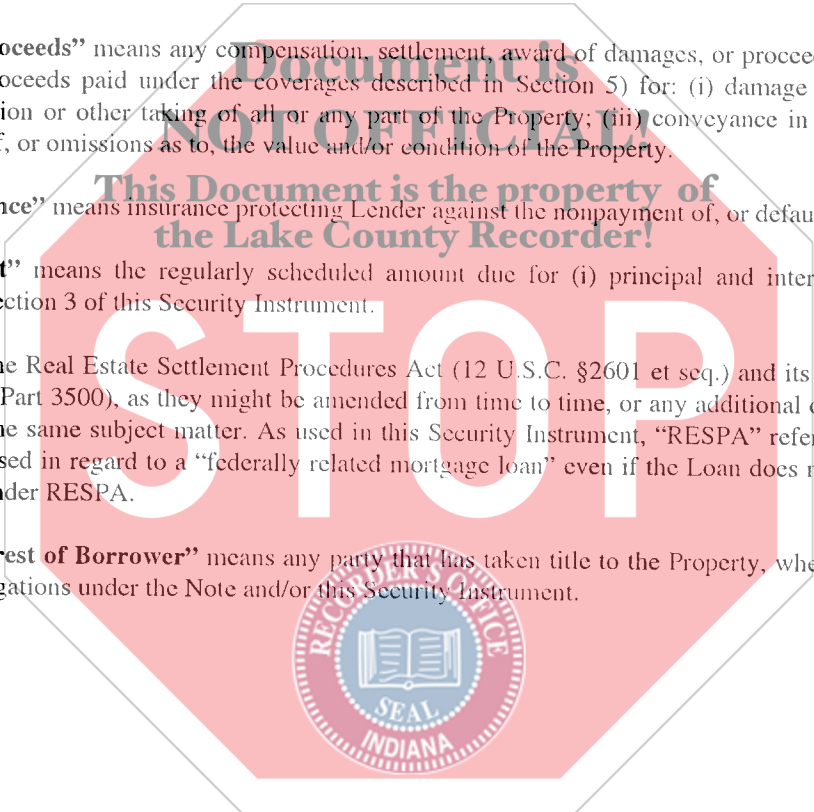 oceeds” means any compensation, settlement, award of damages, or procee
oceeds paid under the coverages described in Section 5) for: (i) damage
ion or other taking of all or any part of the Property; (iii) conveyance in
f, or omissions as to, the value and/or condition of the Property.
nce” means insurance protecting Lender against the nonpayment of, or defau
t” means the regularly scheduled amount due for (i) principal and inter
ection 3 of this Security Instrument.
he Real Estate Settlement Procedures Act (12 U.S.C. §2601 et seq.) and its
Part 3500), as they might be amended from time to time, or any additional
he same subject matter. As used in this Security Instrument, “RESPA” refer
sed in regard to a “federally related mortgage loan” even if the Loan does
nder RESPA.
rest of Borrower” means any party that has taken title to the Property, whe
gations under the Note and/or this Security Instrument.
Document is
NOT OFFICIAL!
This Document is the property of
the Lake County Recorder!
STOP
RECORDER'S OFFICE
SEAL
INDIANA